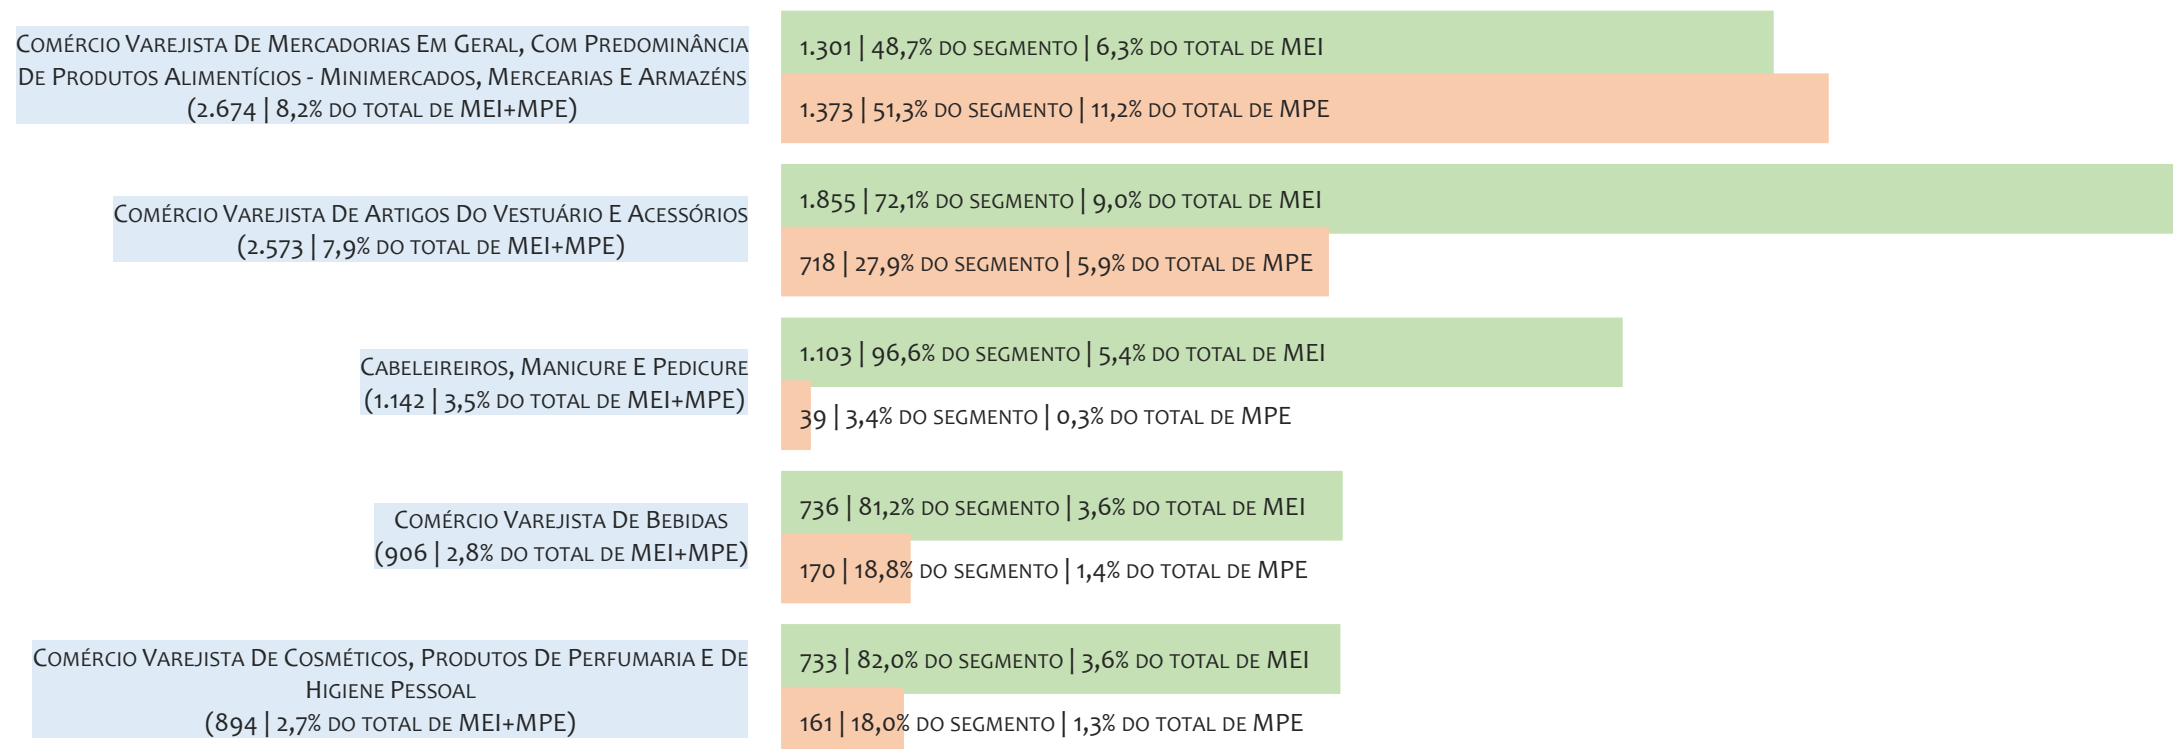 Comércio Varejista De Mercadorias Em Geral, Com Predominância
De Produtos Alimentícios - Minimercados, Mercearias E Armazéns
(2.674 | 8,2% do total de MEI+MPE)
1.301 | 48,7% do segmento | 6,3% do total de MEI
1.373 | 51,3% do segmento | 11,2% do total de MPE
Comércio Varejista De Artigos Do Vestuário E Acessórios
(2.573 | 7,9% do total de MEI+MPE)
1.855 | 72,1% do segmento | 9,0% do total de MEI
718 | 27,9% do segmento | 5,9% do total de MPE
Cabeleireiros, Manicure E Pedicure
(1.142 | 3,5% do total de MEI+MPE)
1.103 | 96,6% do segmento | 5,4% do total de MEI
39 | 3,4% do segmento | 0,3% do total de MPE
Comércio Varejista De Bebidas
(906 | 2,8% do total de MEI+MPE)
736 | 81,2% do segmento | 3,6% do total de MEI
170 | 18,8% do segmento | 1,4% do total de MPE
Comércio Varejista De Cosméticos, Produtos De Perfumaria E De
Higiene Pessoal
(894 | 2,7% do total de MEI+MPE)
733 | 82,0% do segmento | 3,6% do total de MEI
161 | 18,0% do segmento | 1,3% do total de MPE